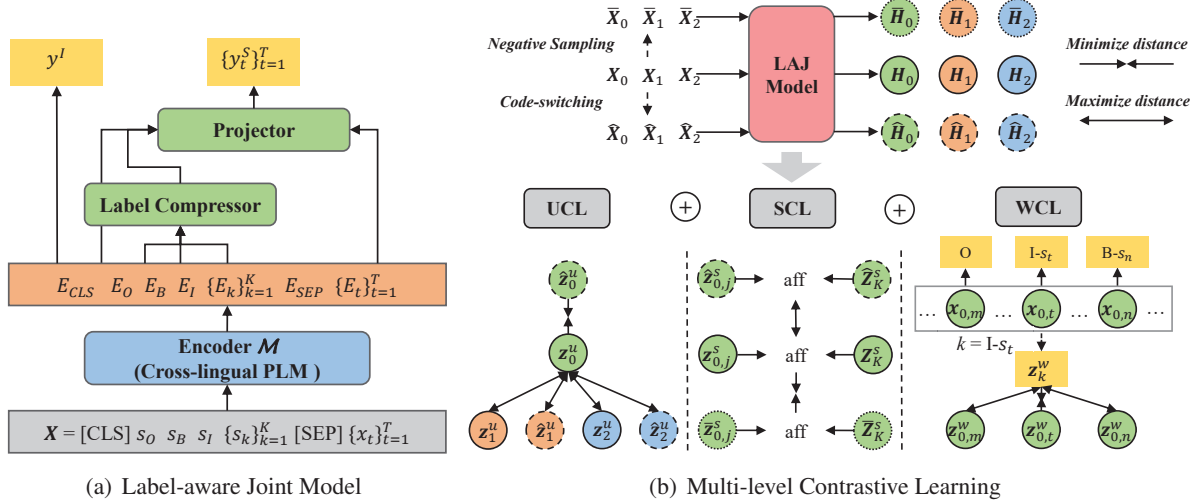 y^I
{y_t^S}_{t=1}^T
Projector
Label Compressor
E_CLS E_O E_B E_I {E_k}_{k=1}^K E_SEP {E_t}_{t=1}^T
Encoder M
(Cross-lingual PLM )
X = [CLS] s_O s_B s_I {s_k}_{k=1}^K [SEP] {x_t}_{t=1}^T
(a) Label-aware Joint Model
X̄_0 X̄_1 X̄_2
Negative Sampling
X_0 X_1 X_2
Code-switching
X̂_0 X̂_1 X̂_2
LAJ
Model
H̄_0 H̄_1 H̄_2
H_0 H_1 H_2
Ĥ_0 Ĥ_1 Ĥ_2
Minimize distance
Maximize distance
UCL + SCL + WCL
ẑ_0^u
z_0^u
z_1^u ẑ_1^u z_2^u ẑ_2^u
ẑ_{0,j}^s aff Ẑ_K^s
z_{0,j}^s aff Z_K^s
z̄_{0,j}^s aff Z̄_K^s
O I-s_t B-s_n
... x_{0,m} ... x_{0,t} ... x_{0,n} ...
k = I-s_t
z_k^w
z_{0,m}^w z_{0,t}^w z_{0,n}^w
(b) Multi-level Contrastive Learning